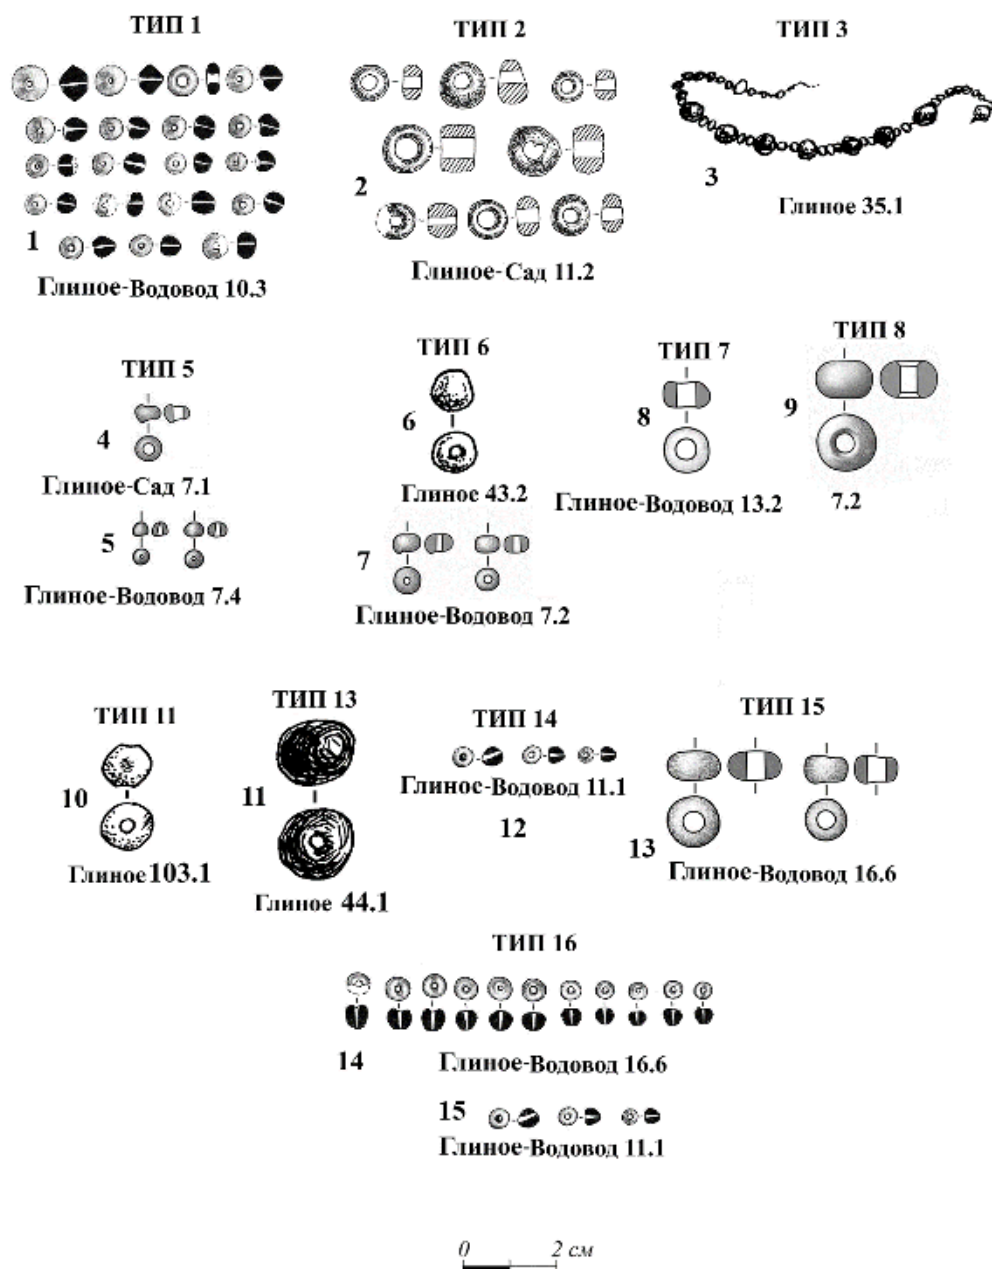 ТИП 1
ТИП 2
ТИП 3
1
Глиное-Водовод 10.3
2
Глиное-Сад 11.2
3
Глиное 35.1
ТИП 5
ТИП 6
ТИП 7
ТИП 8
4
Глиное-Сад 7.1
6
Глиное 43.2
8
Глиное-Водовод 13.2
9
7.2
5
Глиное-Водовод 7.4
7
Глиное-Водовод 7.2
ТИП 11
ТИП 13
ТИП 14
ТИП 15
10
Глиное 103.1
11
Глиное 44.1
Глиное-Водовод 11.1
12
13
Глиное-Водовод 16.6
ТИП 16
14
Глиное-Водовод 16.6
15
Глиное-Водовод 11.1
0 2 см